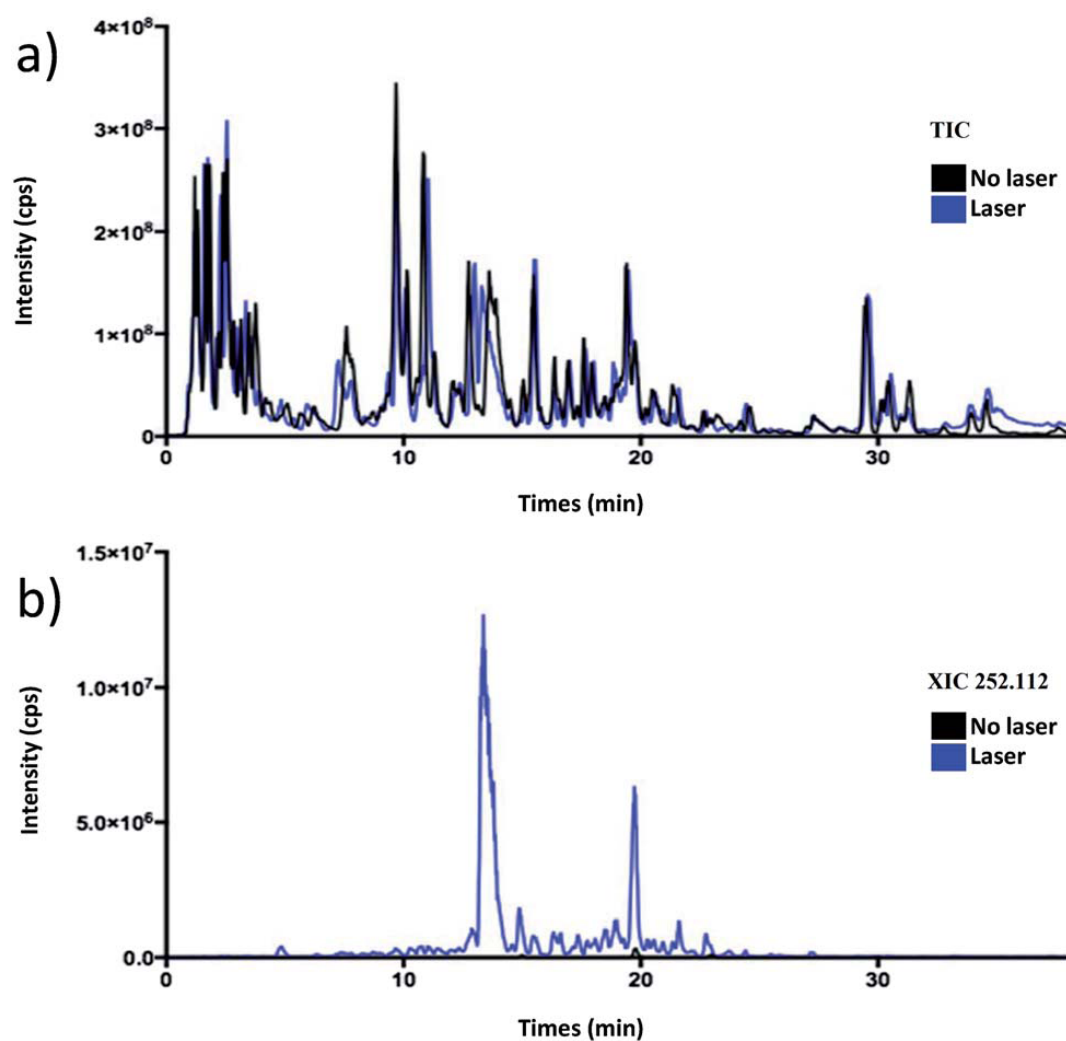 a)
Intensity (cps)
4×10⁸
3×10⁸
2×10⁸
1×10⁸
0
0 10 20 30
Times (min)
TIC
No laser
Laser
b)
Intensity (cps)
1.5×10⁷
1.0×10⁷
5.0×10⁶
0.0
0 10 20 30
Times (min)
XIC 252.112
No laser
Laser